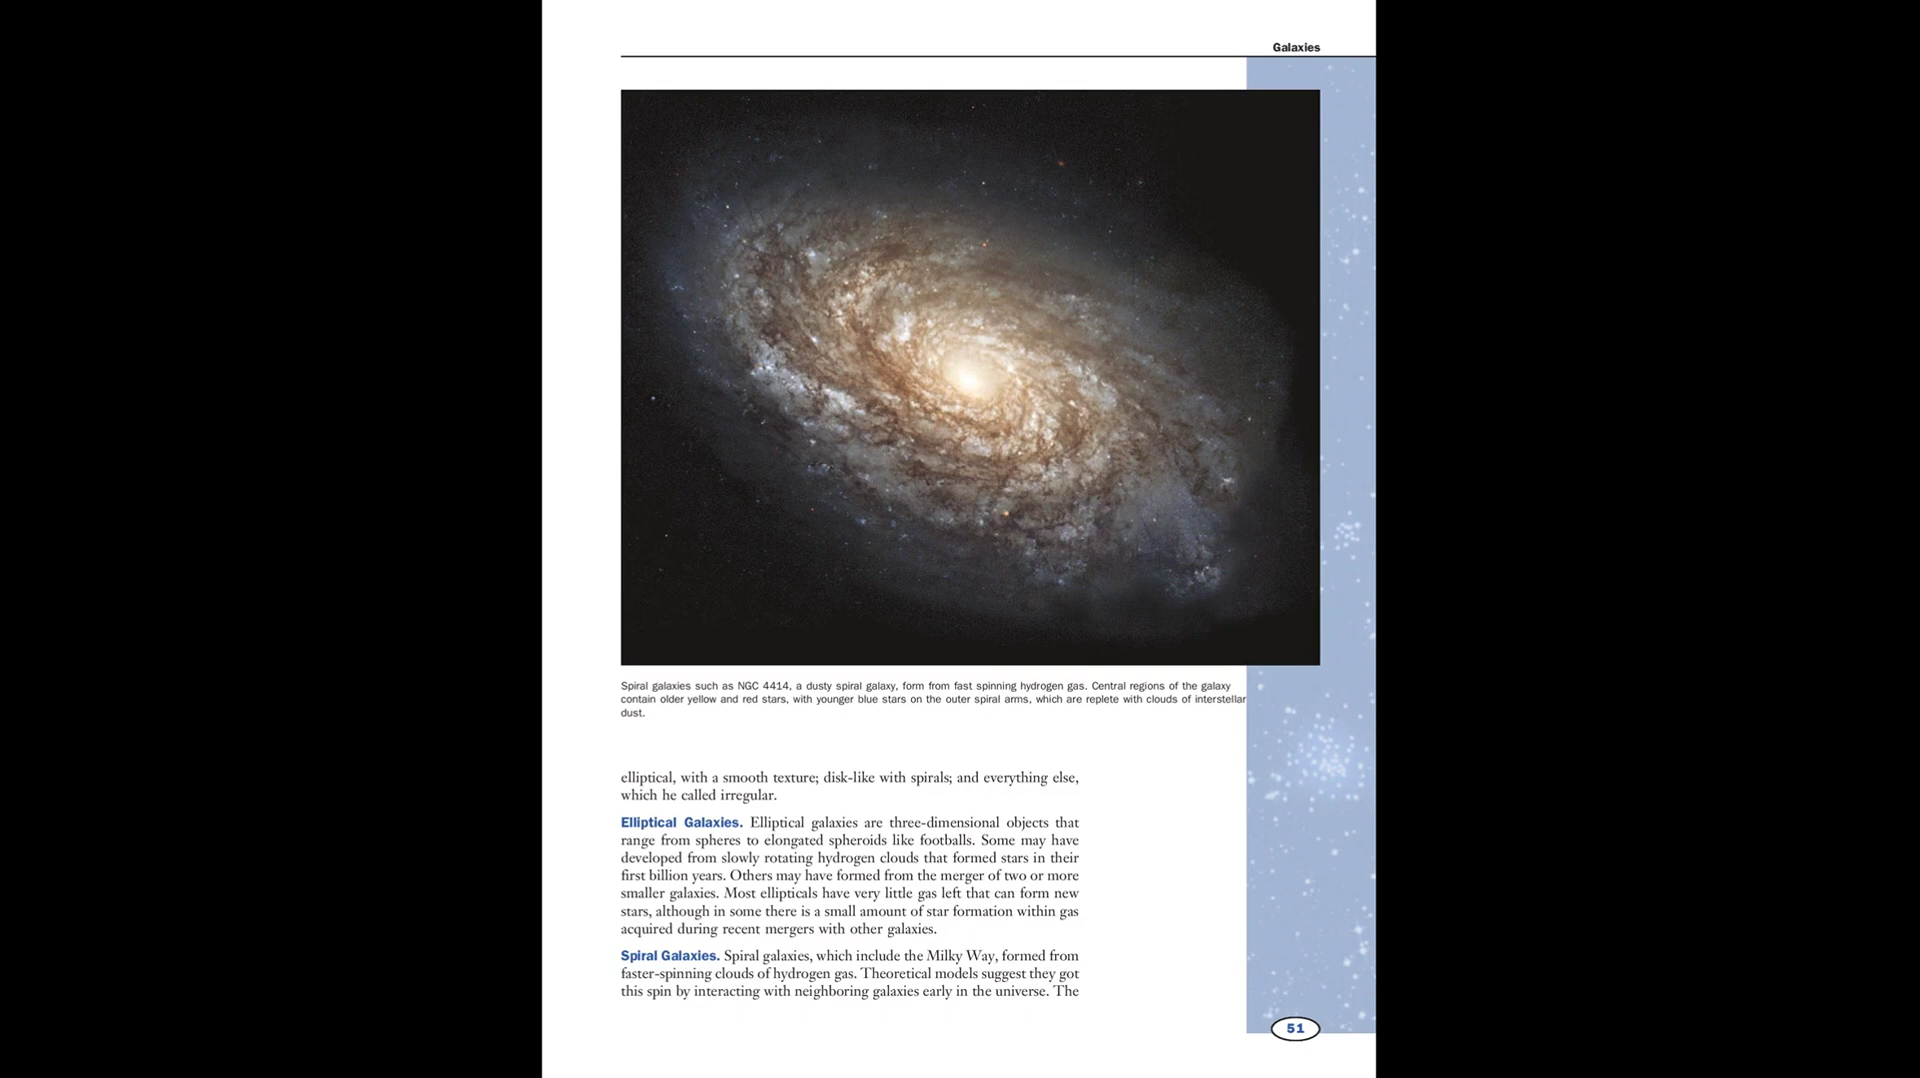 Galaxies
Spiral galaxies such as NGC 4414, a dusty spiral galaxy, form from fast spinning hydrogen gas. Central regions of the galaxy
contain older yellow and red stars, with younger blue stars on the outer spiral arms, which are replete with clouds of interstellar
dust.
elliptical, with a smooth texture; disk-like with spirals; and everything else,
which he called irregular.
Elliptical Galaxies. Elliptical galaxies are three-dimensional objects that
range from spheres to elongated spheroids like footballs. Some may have
developed from slowly rotating hydrogen clouds that formed stars in their
first billion years. Others may have formed from the merger of two or more
smaller galaxies. Most ellipticals have very little gas left that can form new
stars, although in some there is a small amount of star formation within gas
acquired during recent mergers with other galaxies.
Spiral Galaxies. Spiral galaxies, which include the Milky Way, formed from
faster-spinning clouds of hydrogen gas. Theoretical models suggest they got
this spin by interacting with neighboring galaxies early in the universe. The
51